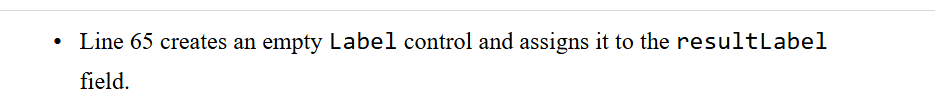 • Line 65 creates an empty Label control and assigns it to the resultLabel
field.